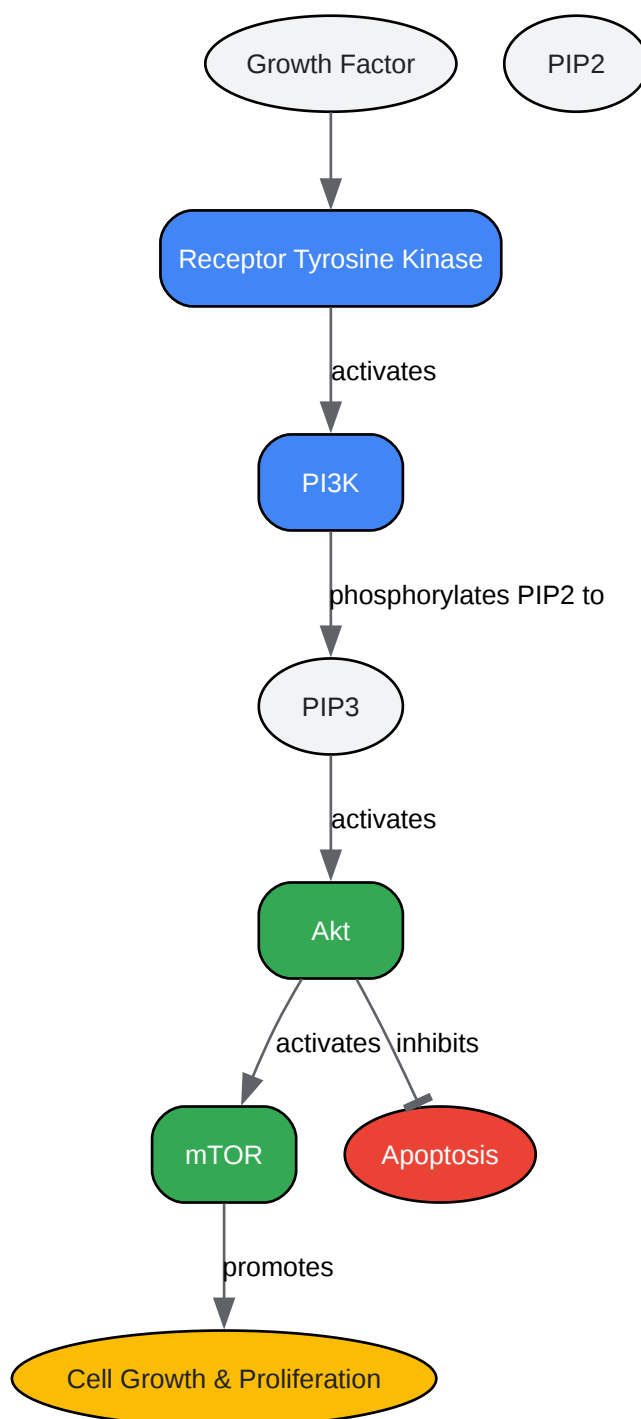 Growth Factor
PIP2
Receptor Tyrosine Kinase
activates
PI3K
phosphorylates PIP2 to
PIP3
activates
Akt
activates
inhibits
mTOR
Apoptosis
promotes
Cell Growth & Proliferation